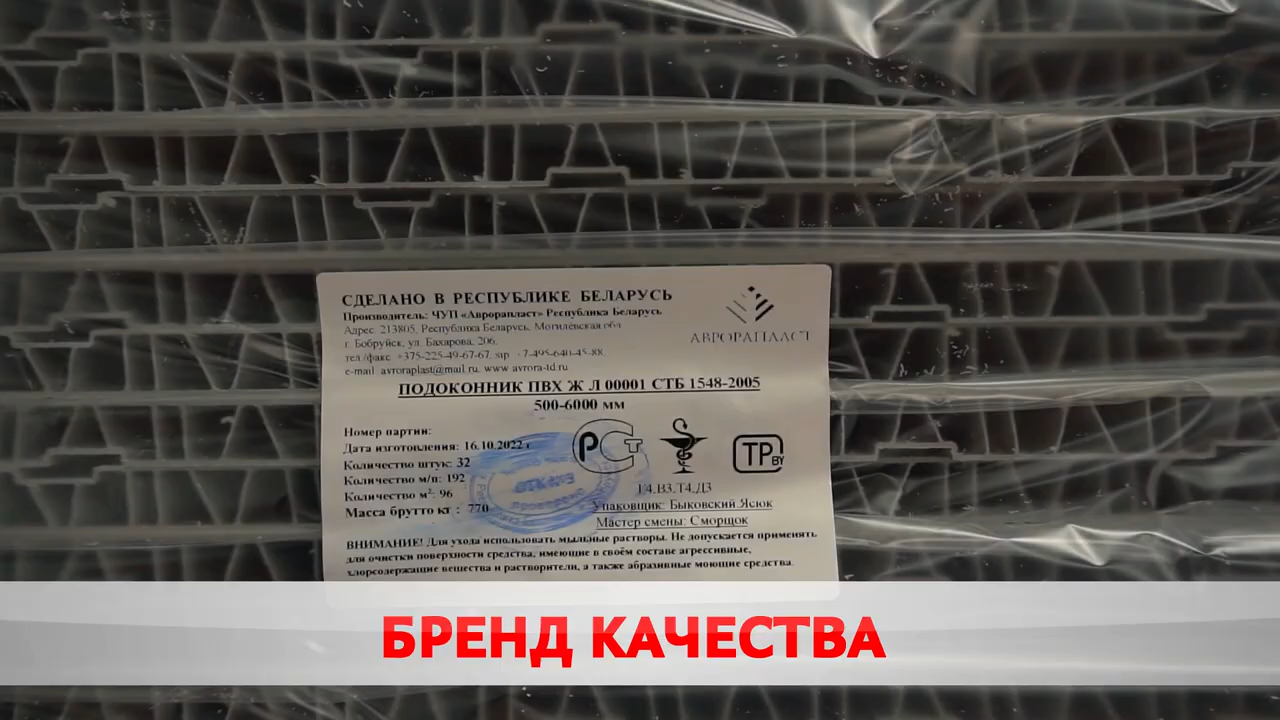 СДЕЛАНО В РЕСПУБЛИКЕ БЕЛАРУСЬ
Производитель: ЧУП «Аврорапласт» Республика Беларусь
Адрес: 213805, Республика Беларусь, Могилёвская обл
г. Бобруйск, ул. Бахарова, 206.
тел./факс +375-225-49-67-67, sip +7-495-640-45-88
e-mail avroraplast@mail.ru, www avrora-td.ru
АВРОРАПЛАСТ
ПОДОКОННИК ПВХ Ж Л 00001 СТБ 1548-2005
500-6000 мм
Номер партии:
Дата изготовления: 16.10.2022 г
Количество штук: 32
Количество м/п: 192
Количество м²: 96
Масса брутто кг : 770
РСТ
ТР BY
Г4.В3.Т4.Д3
Упаковщик: Быковский Ясюк
Мастер смены: Сморщок
ВНИМАНИЕ! Для ухода использовать мыльные растворы. Не допускается применять
для очистки поверхности средства, имеющие в своём составе агрессивные,
хлорсодержащие вещества и растворители, а также абразивные моющие средства.
БРЕНД КАЧЕСТВА